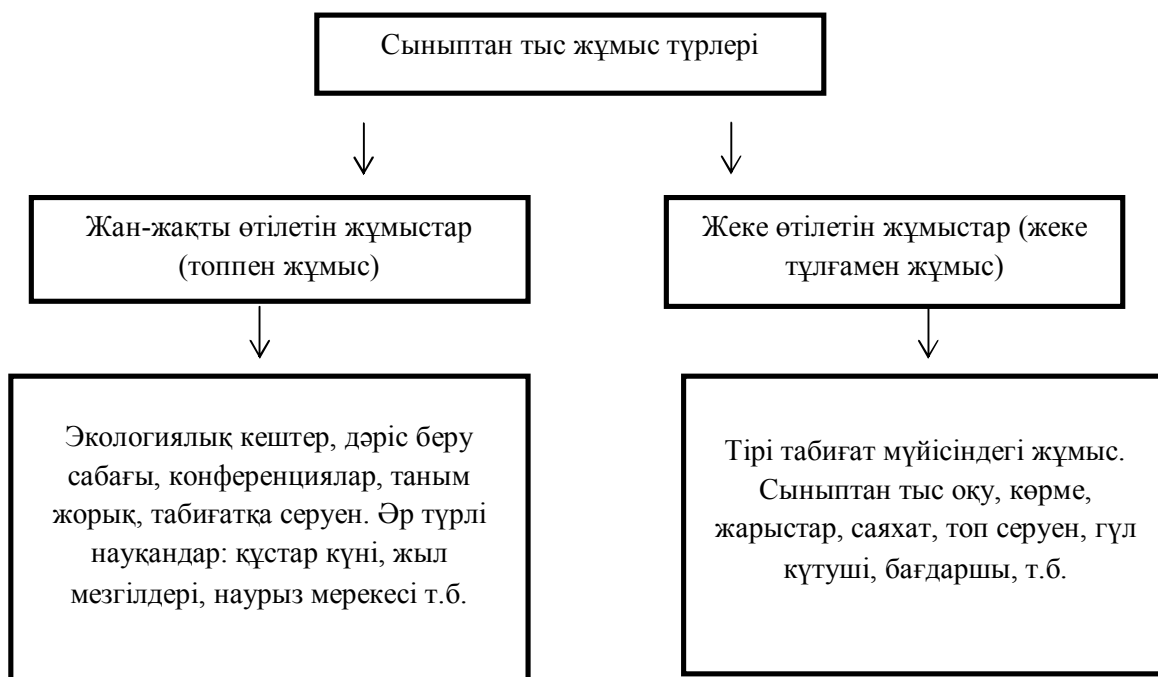 Сыныптан тыс жұмыс түрлері
Жан-жақты өтілетін жұмыстар
(топпен жұмыс)
Жеке өтілетін жұмыстар (жеке
тұлғамен жұмыс)
Экологиялық кештер, дәріс беру
сабағы, конференциялар, таным
жорық, табиғатқа серуен. Әр түрлі
науқандар: құстар күні, жыл
мезгілдері, наурыз мерекесі т.б.
Тірі табиғат мүйісіндегі жұмыс.
Сыныптан тыс оқу, көрме,
жарыстар, саяхат, топ серуен, гүл
күтуші, бағдаршы, т.б.